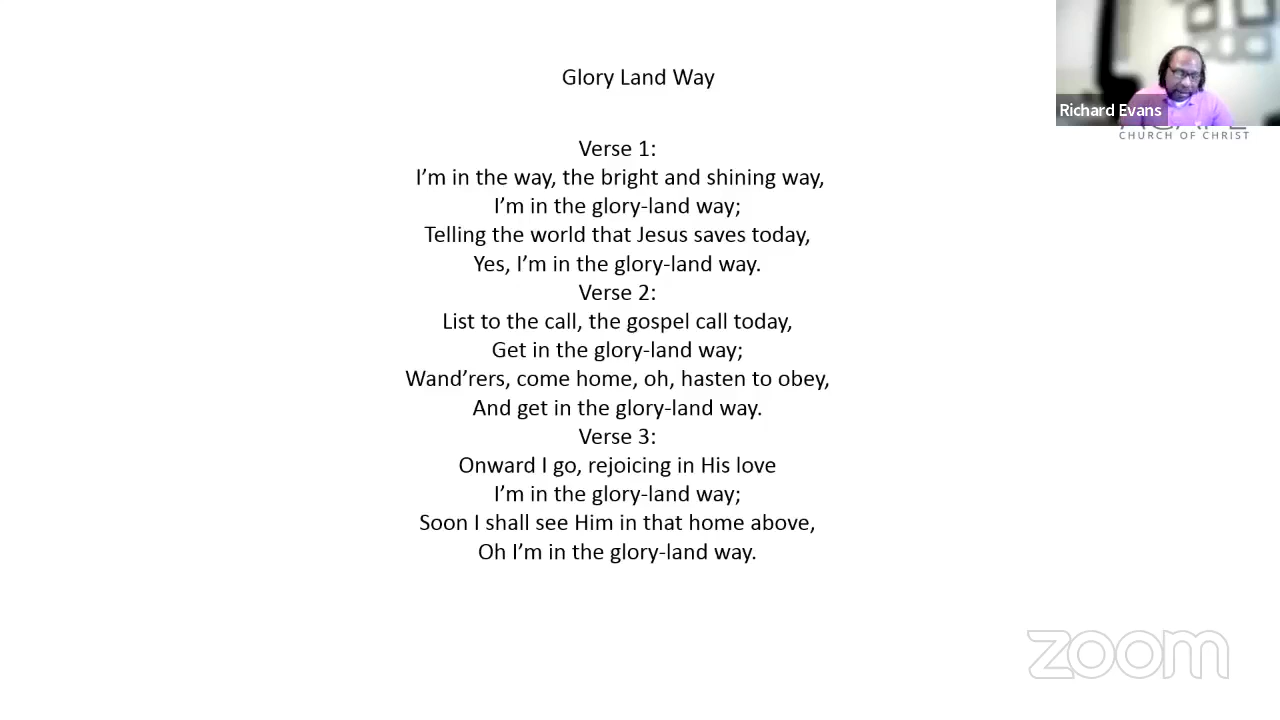 Glory Land Way
Richard Evans
CHURCH OF CHRIST
Verse 1:
I’m in the way, the bright and shining way,
I’m in the glory-land way;
Telling the world that Jesus saves today,
Yes, I’m in the glory-land way.
Verse 2:
List to the call, the gospel call today,
Get in the glory-land way;
Wand’rers, come home, oh, hasten to obey,
And get in the glory-land way.
Verse 3:
Onward I go, rejoicing in His love
I’m in the glory-land way;
Soon I shall see Him in that home above,
Oh I’m in the glory-land way.
zoom